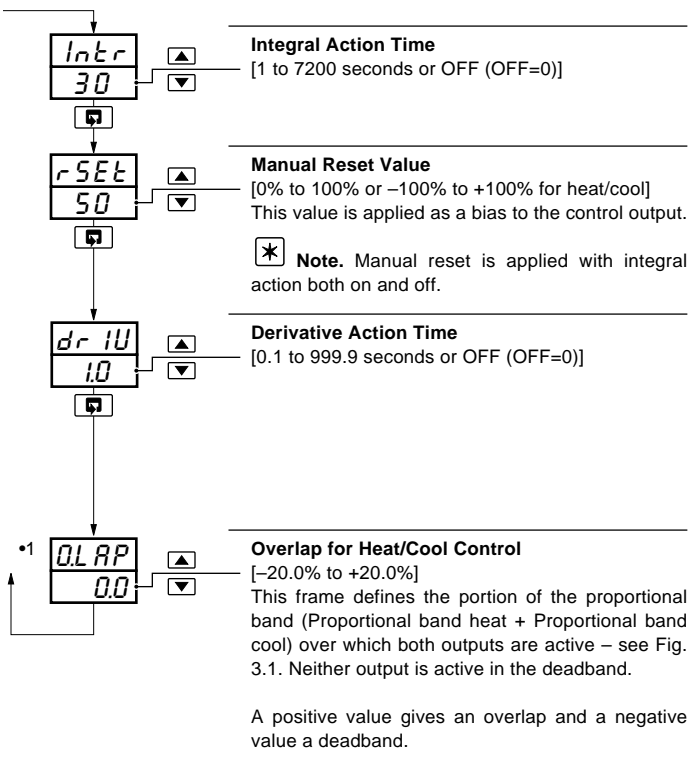 Intr
30
Integral Action Time
[1 to 7200 seconds or OFF (OFF=0)]
rSEt
50
Manual Reset Value
[0% to 100% or –100% to +100% for heat/cool]
This value is applied as a bias to the control output.
Note. Manual reset is applied with integral
action both on and off.
drIV
1.0
Derivative Action Time
[0.1 to 999.9 seconds or OFF (OFF=0)]
•1
O.LAP
0.0
Overlap for Heat/Cool Control
[–20.0% to +20.0%]
This frame defines the portion of the proportional
band (Proportional band heat + Proportional band
cool) over which both outputs are active – see Fig.
3.1. Neither output is active in the deadband.
A positive value gives an overlap and a negative
value a deadband.